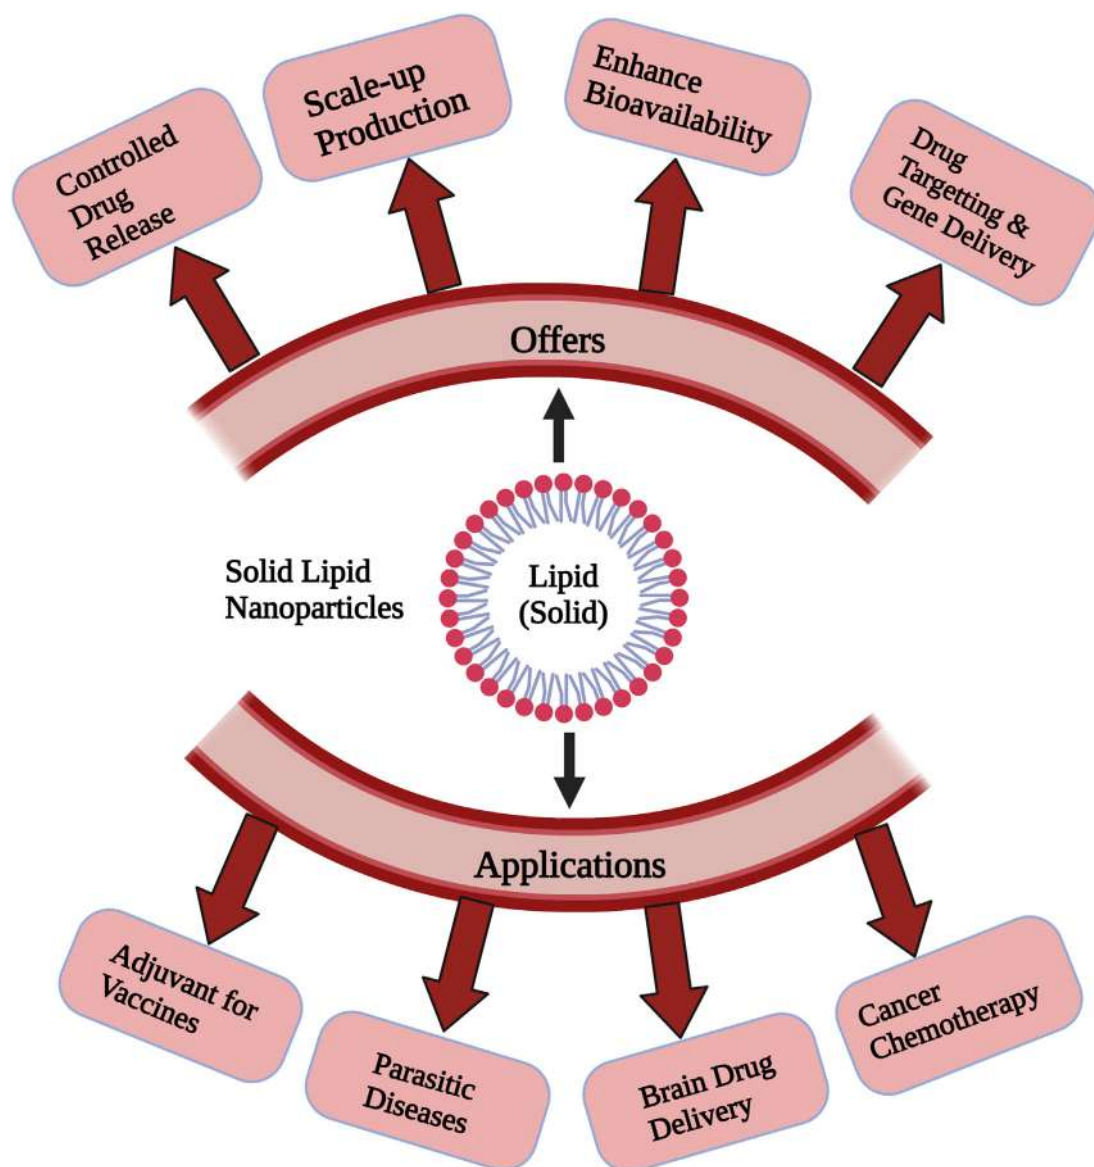 Controlled
Drug
Release
Scale-up
Production
Enhance
Bioavailability
Drug
Targetting &
Gene Delivery
Offers
Solid Lipid
Nanoparticles
Lipid
(Solid)
Applications
Adjuvant for
Vaccines
Parasitic
Diseases
Brain Drug
Delivery
Cancer
Chemotherapy